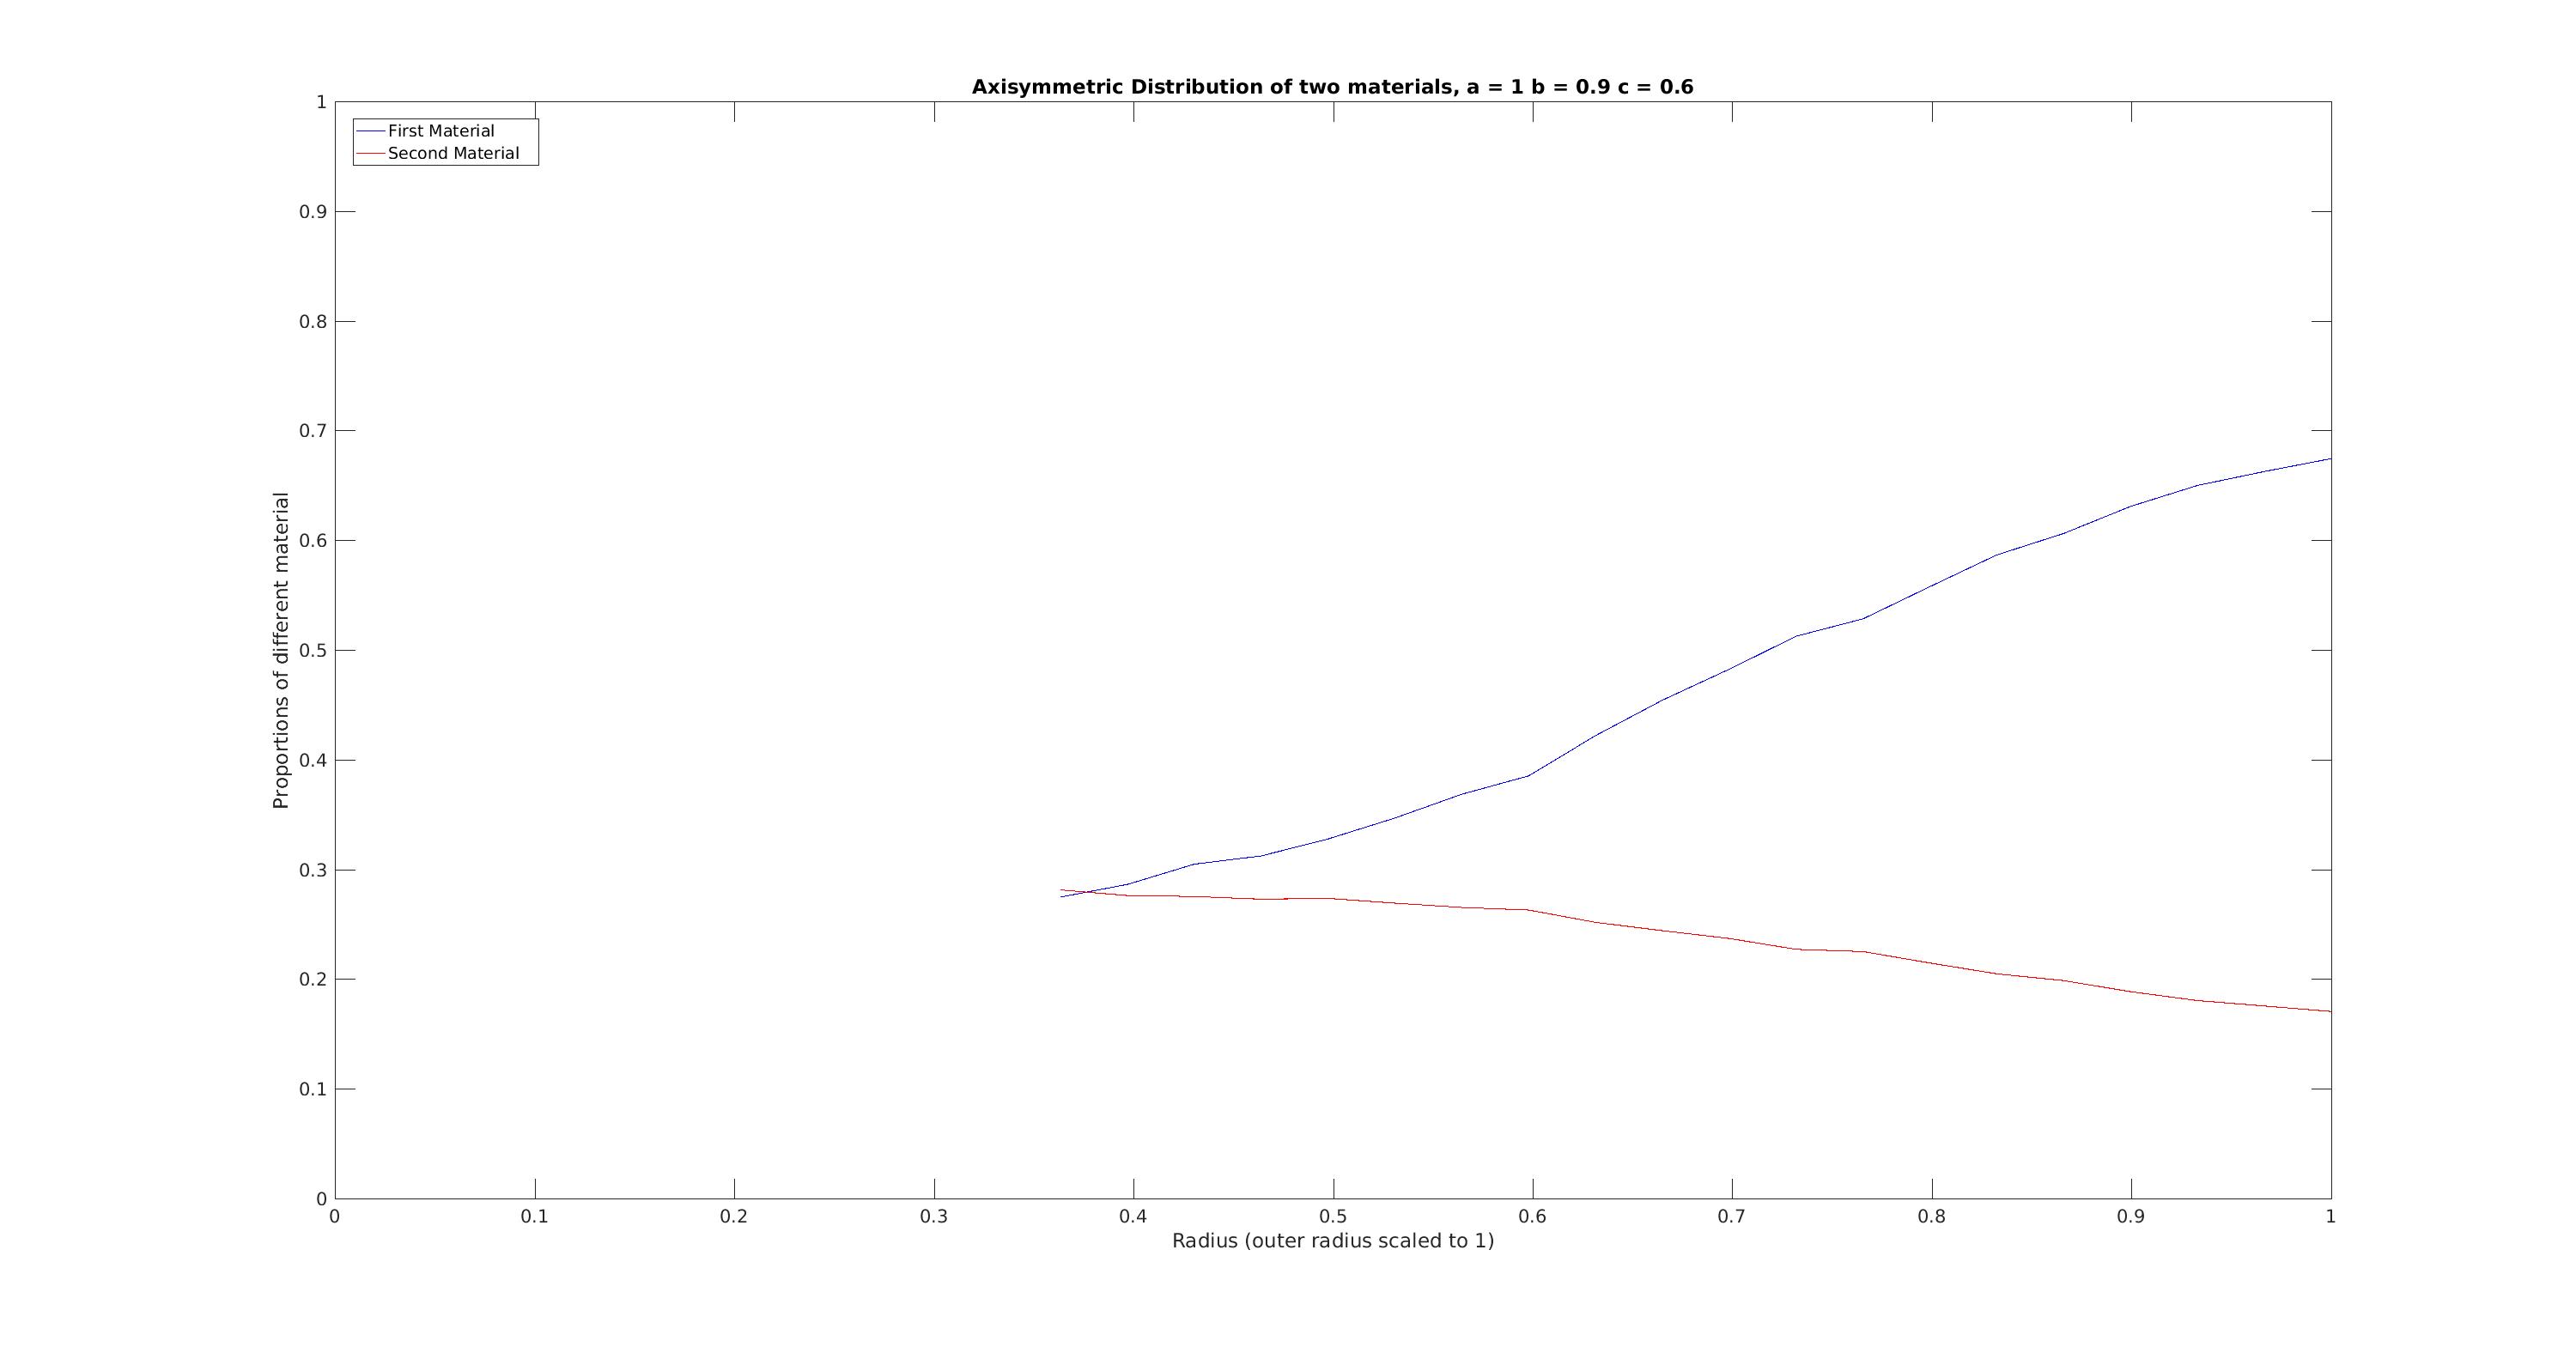 Axisymmetric Distribution of two materials, a = 1 b = 0.9 c = 0.6
First Material
Second Material
Proportions of different material
1
0.9
0.8
0.7
0.6
0.5
0.4
0.3
0.2
0.1
0
0 0.1 0.2 0.3 0.4 0.5 0.6 0.7 0.8 0.9 1
Radius (outer radius scaled to 1)